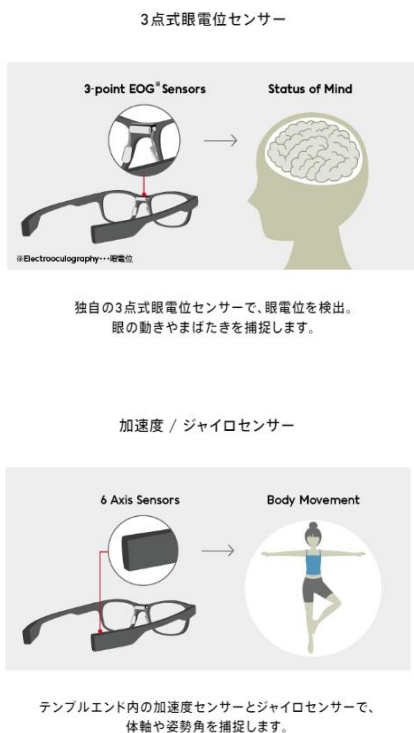 3点式眼電位センサー
3-point EOG※ Sensors
Status of Mind
※Electrooculography・・・眼電位
独自の3点式眼電位センサーで、眼電位を検出。
眼の動きやまばたきを捕捉します。
加速度 / ジャイロセンサー
6 Axis Sensors
Body Movement
テンプルエンド内の加速度センサーとジャイロセンサーで、
体軸や姿勢角を捕捉します。